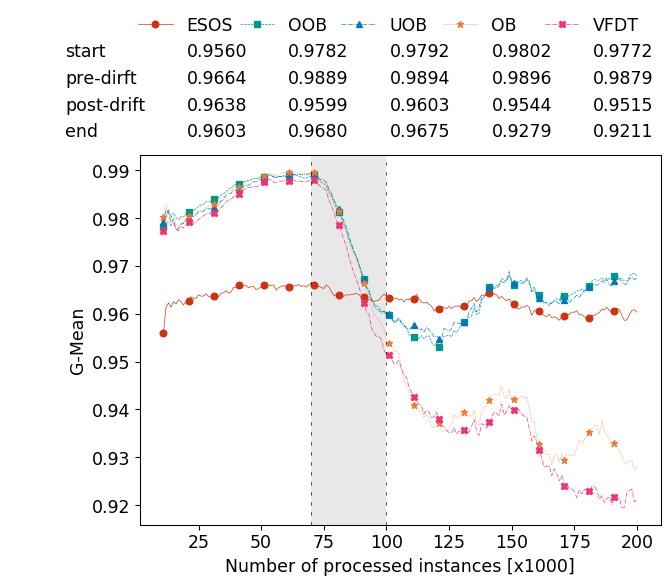 ESOS OOB UOB OB VFDT
start 0.9560 0.9782 0.9792 0.9802 0.9772
pre-dirft 0.9664 0.9889 0.9894 0.9896 0.9879
post-drift 0.9638 0.9599 0.9603 0.9544 0.9515
end 0.9603 0.9680 0.9675 0.9279 0.9211
0.99
0.98
0.97
0.96
0.95
0.94
0.93
0.92
G-Mean
25 50 75 100 125 150 175 200
Number of processed instances [x1000]